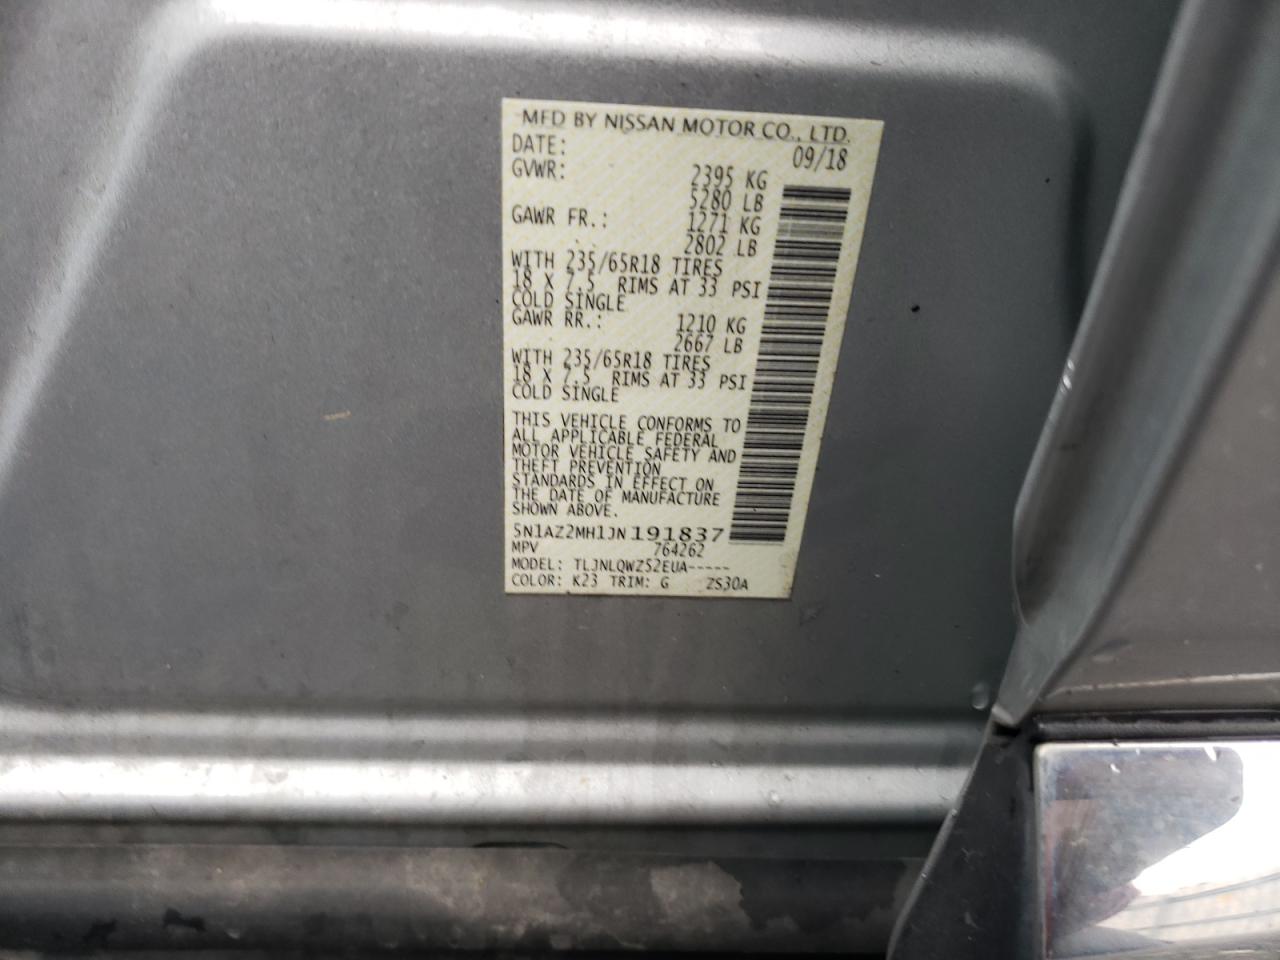 MFD BY NISSAN MOTOR CO., LTD.
DATE: 09/18
GVWR: 2395 KG
5280 LB
GAWR FR.: 1271 KG
2802 LB
WITH 235/65R18 TIRES
18 X 7.5 RIMS AT 33 PSI
COLD SINGLE
GAWR RR.: 1210 KG
2667 LB
WITH 235/65R18 TIRES
18 X 7.5 RIMS AT 33 PSI
COLD SINGLE
THIS VEHICLE CONFORMS TO
ALL APPLICABLE FEDERAL
MOTOR VEHICLE SAFETY AND
THEFT PREVENTION
STANDARDS IN EFFECT ON
THE DATE OF MANUFACTURE
SHOWN ABOVE.
5N1AZ2MH1JN191837
MPV 764262
MODEL: TLJNLQWZ52EUA-----
COLOR: K23 TRIM: G ZS30A